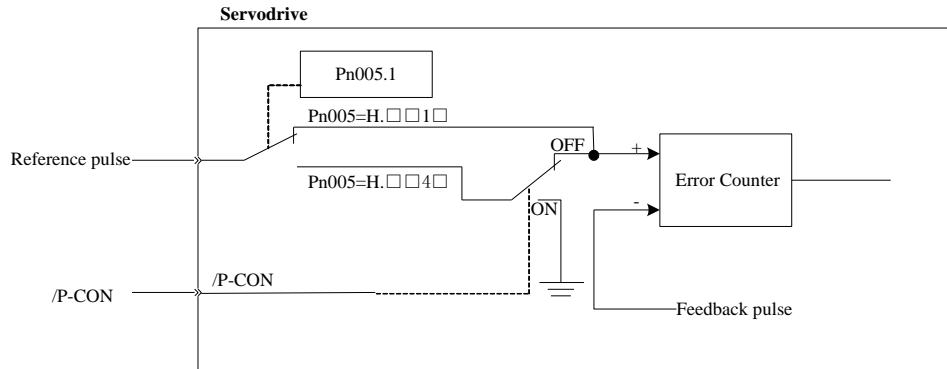 Servodrive
Pn005.1
Pn005=H.□□1□
Reference pulse
OFF
+
Error Counter
Pn005=H.□□4□
ON
-
/P-CON
/P-CON
Feedback pulse